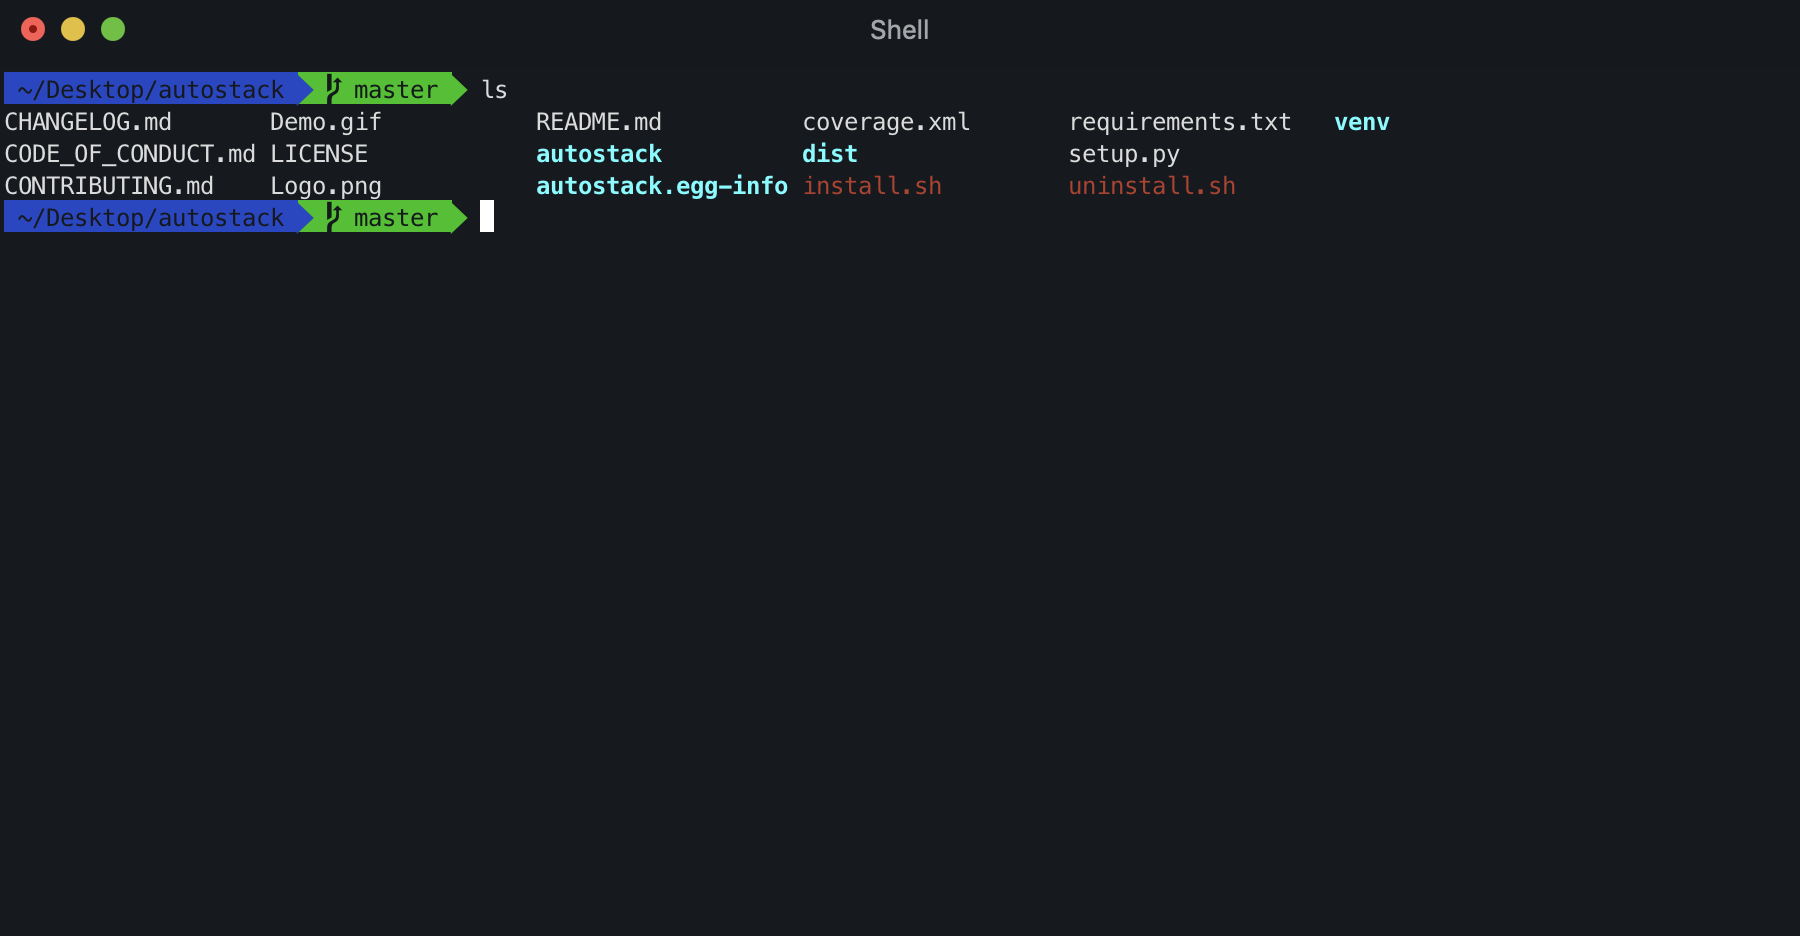 Shell
~/Desktop/autostack master ls
CHANGELOG.md Demo.gif README.md coverage.xml requirements.txt venv
CODE_OF_CONDUCT.md LICENSE autostack dist setup.py
CONTRIBUTING.md Logo.png autostack.egg-info install.sh uninstall.sh
~/Desktop/autostack master